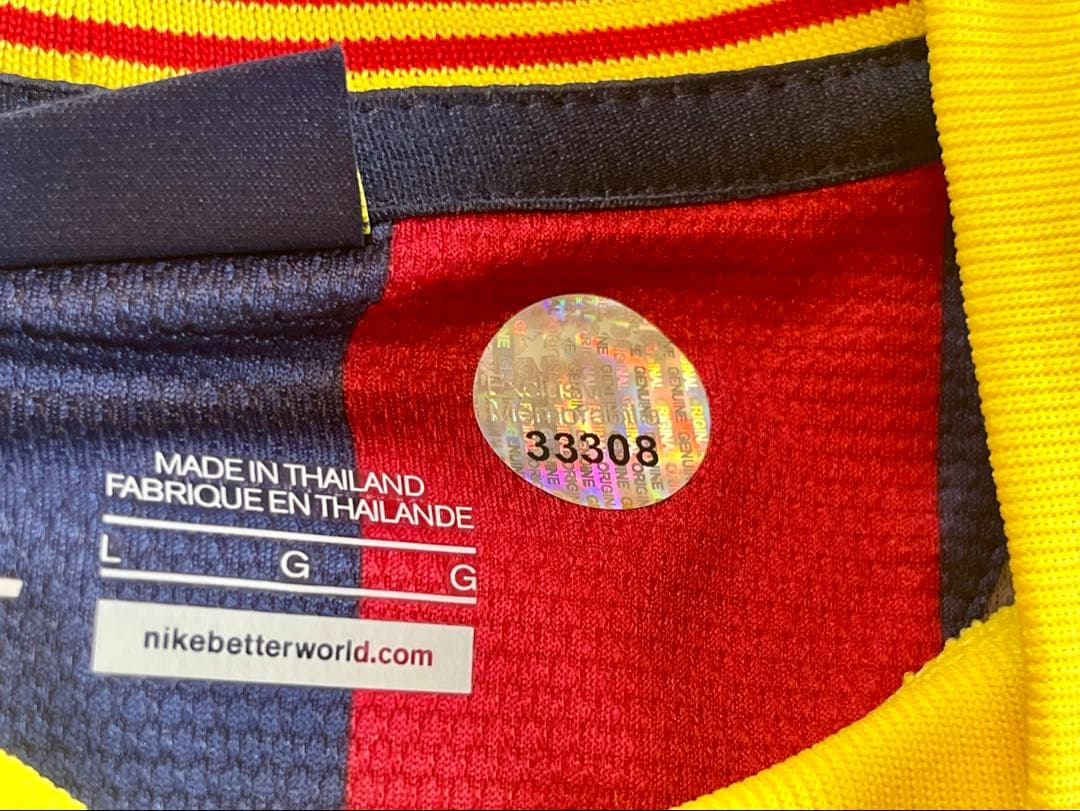 33308
MADE IN THAILAND
FABRIQUE EN THAILANDE
L G G
nikebetterworld.com